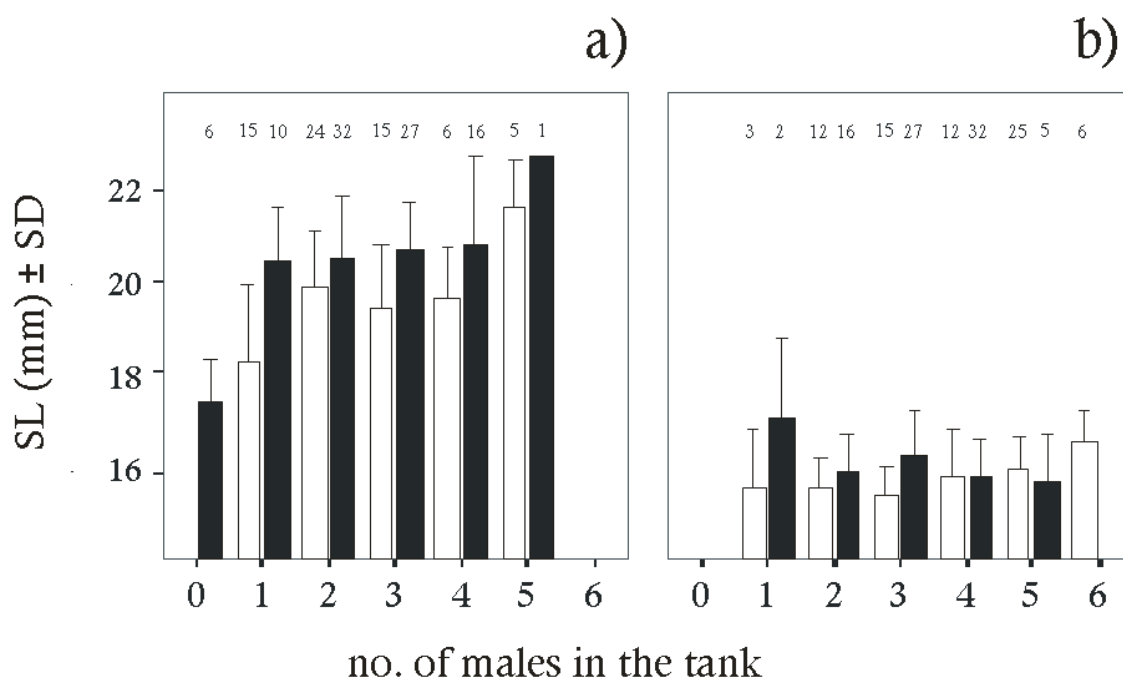 a)
b)
6 15 10 24 32 15 27 6 16 5 1
3 2 12 16 15 27 12 32 25 5 6
SL (mm) ± SD
22
20
18
16
0 1 2 3 4 5 6
0 1 2 3 4 5 6
no. of males in the tank